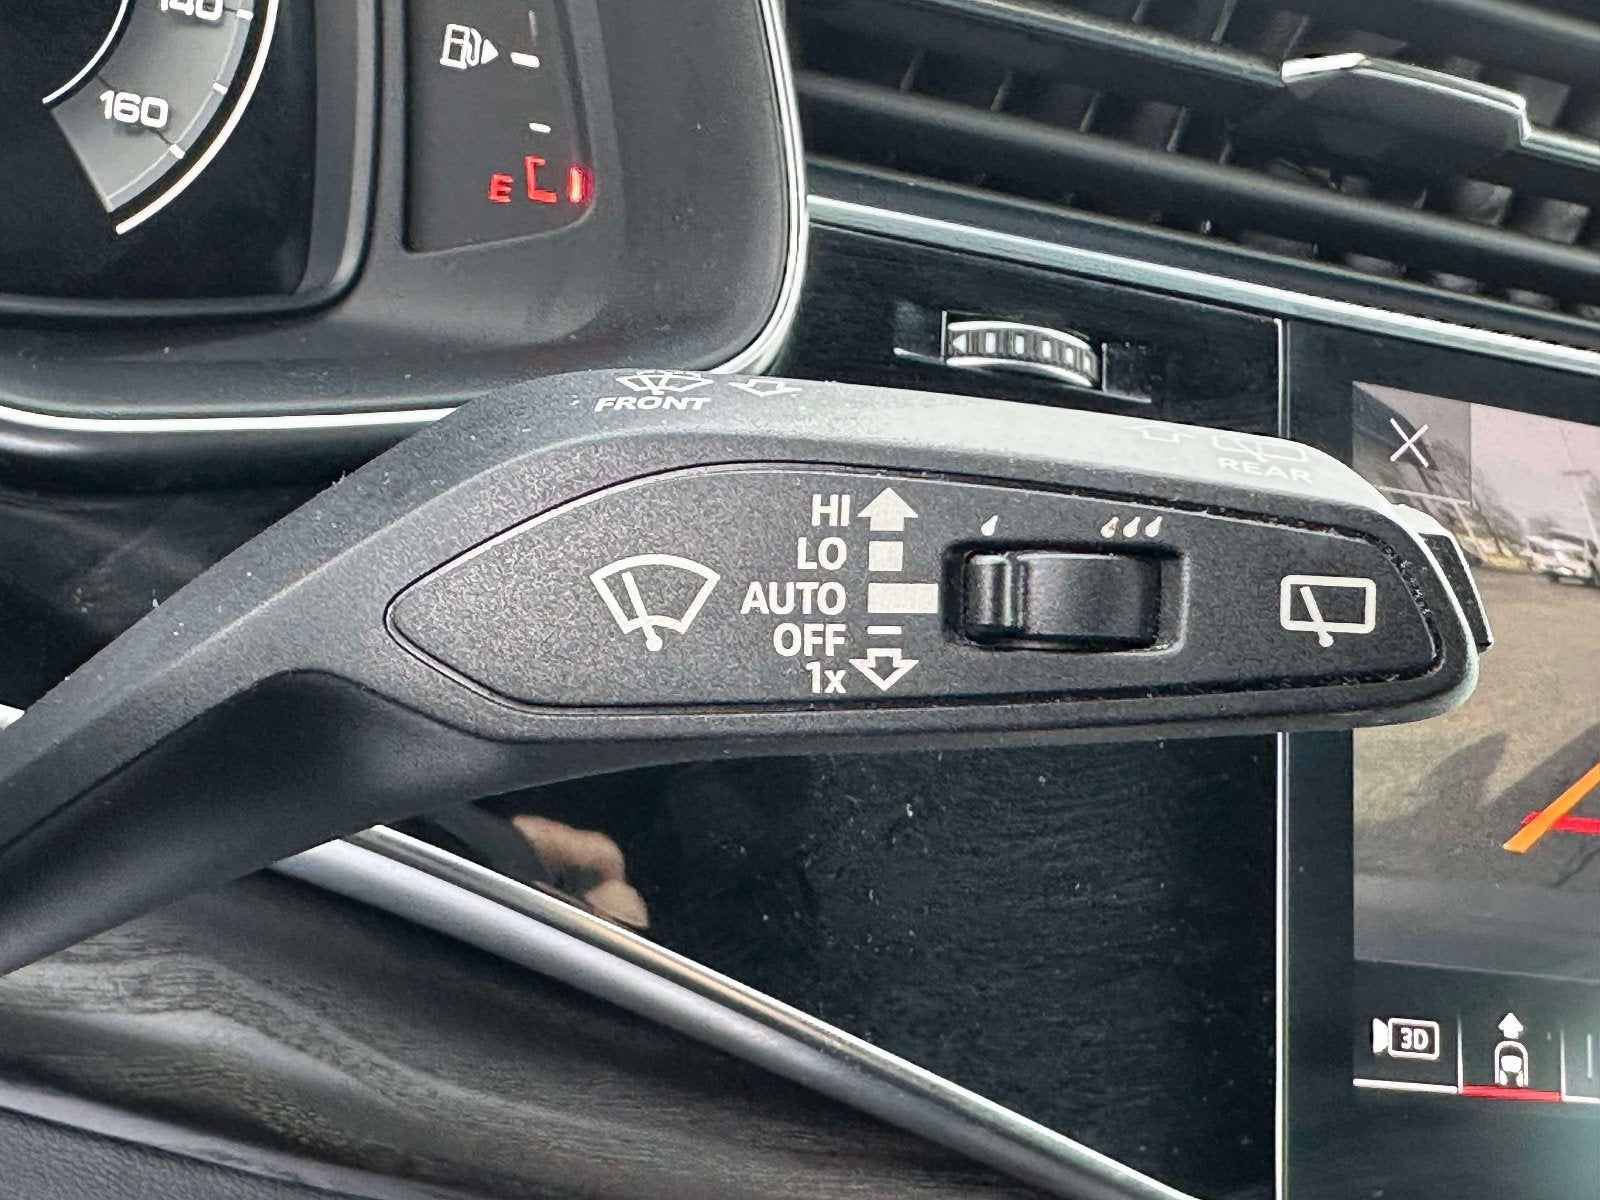 140
160
E
FRONT
REAR
HI
LO
AUTO
OFF
1x
3D